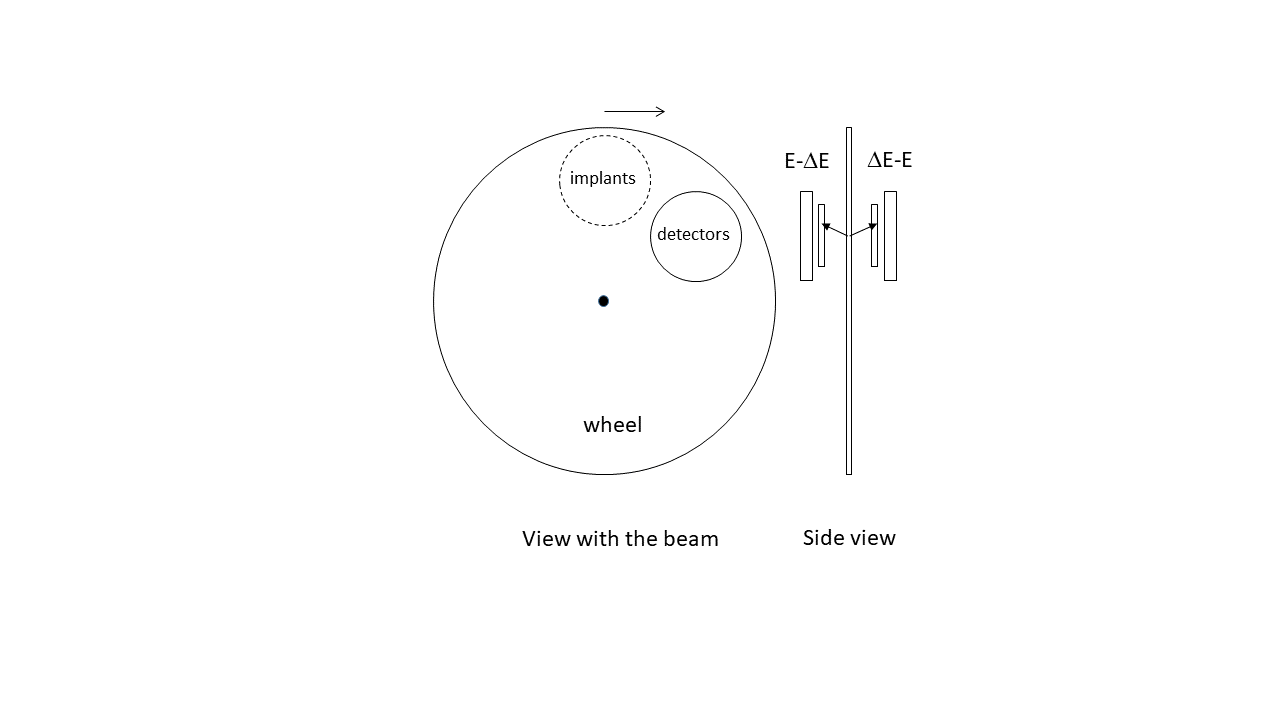 implants
detectors
wheel
E-ΔE
ΔE-E
View with the beam
Side view